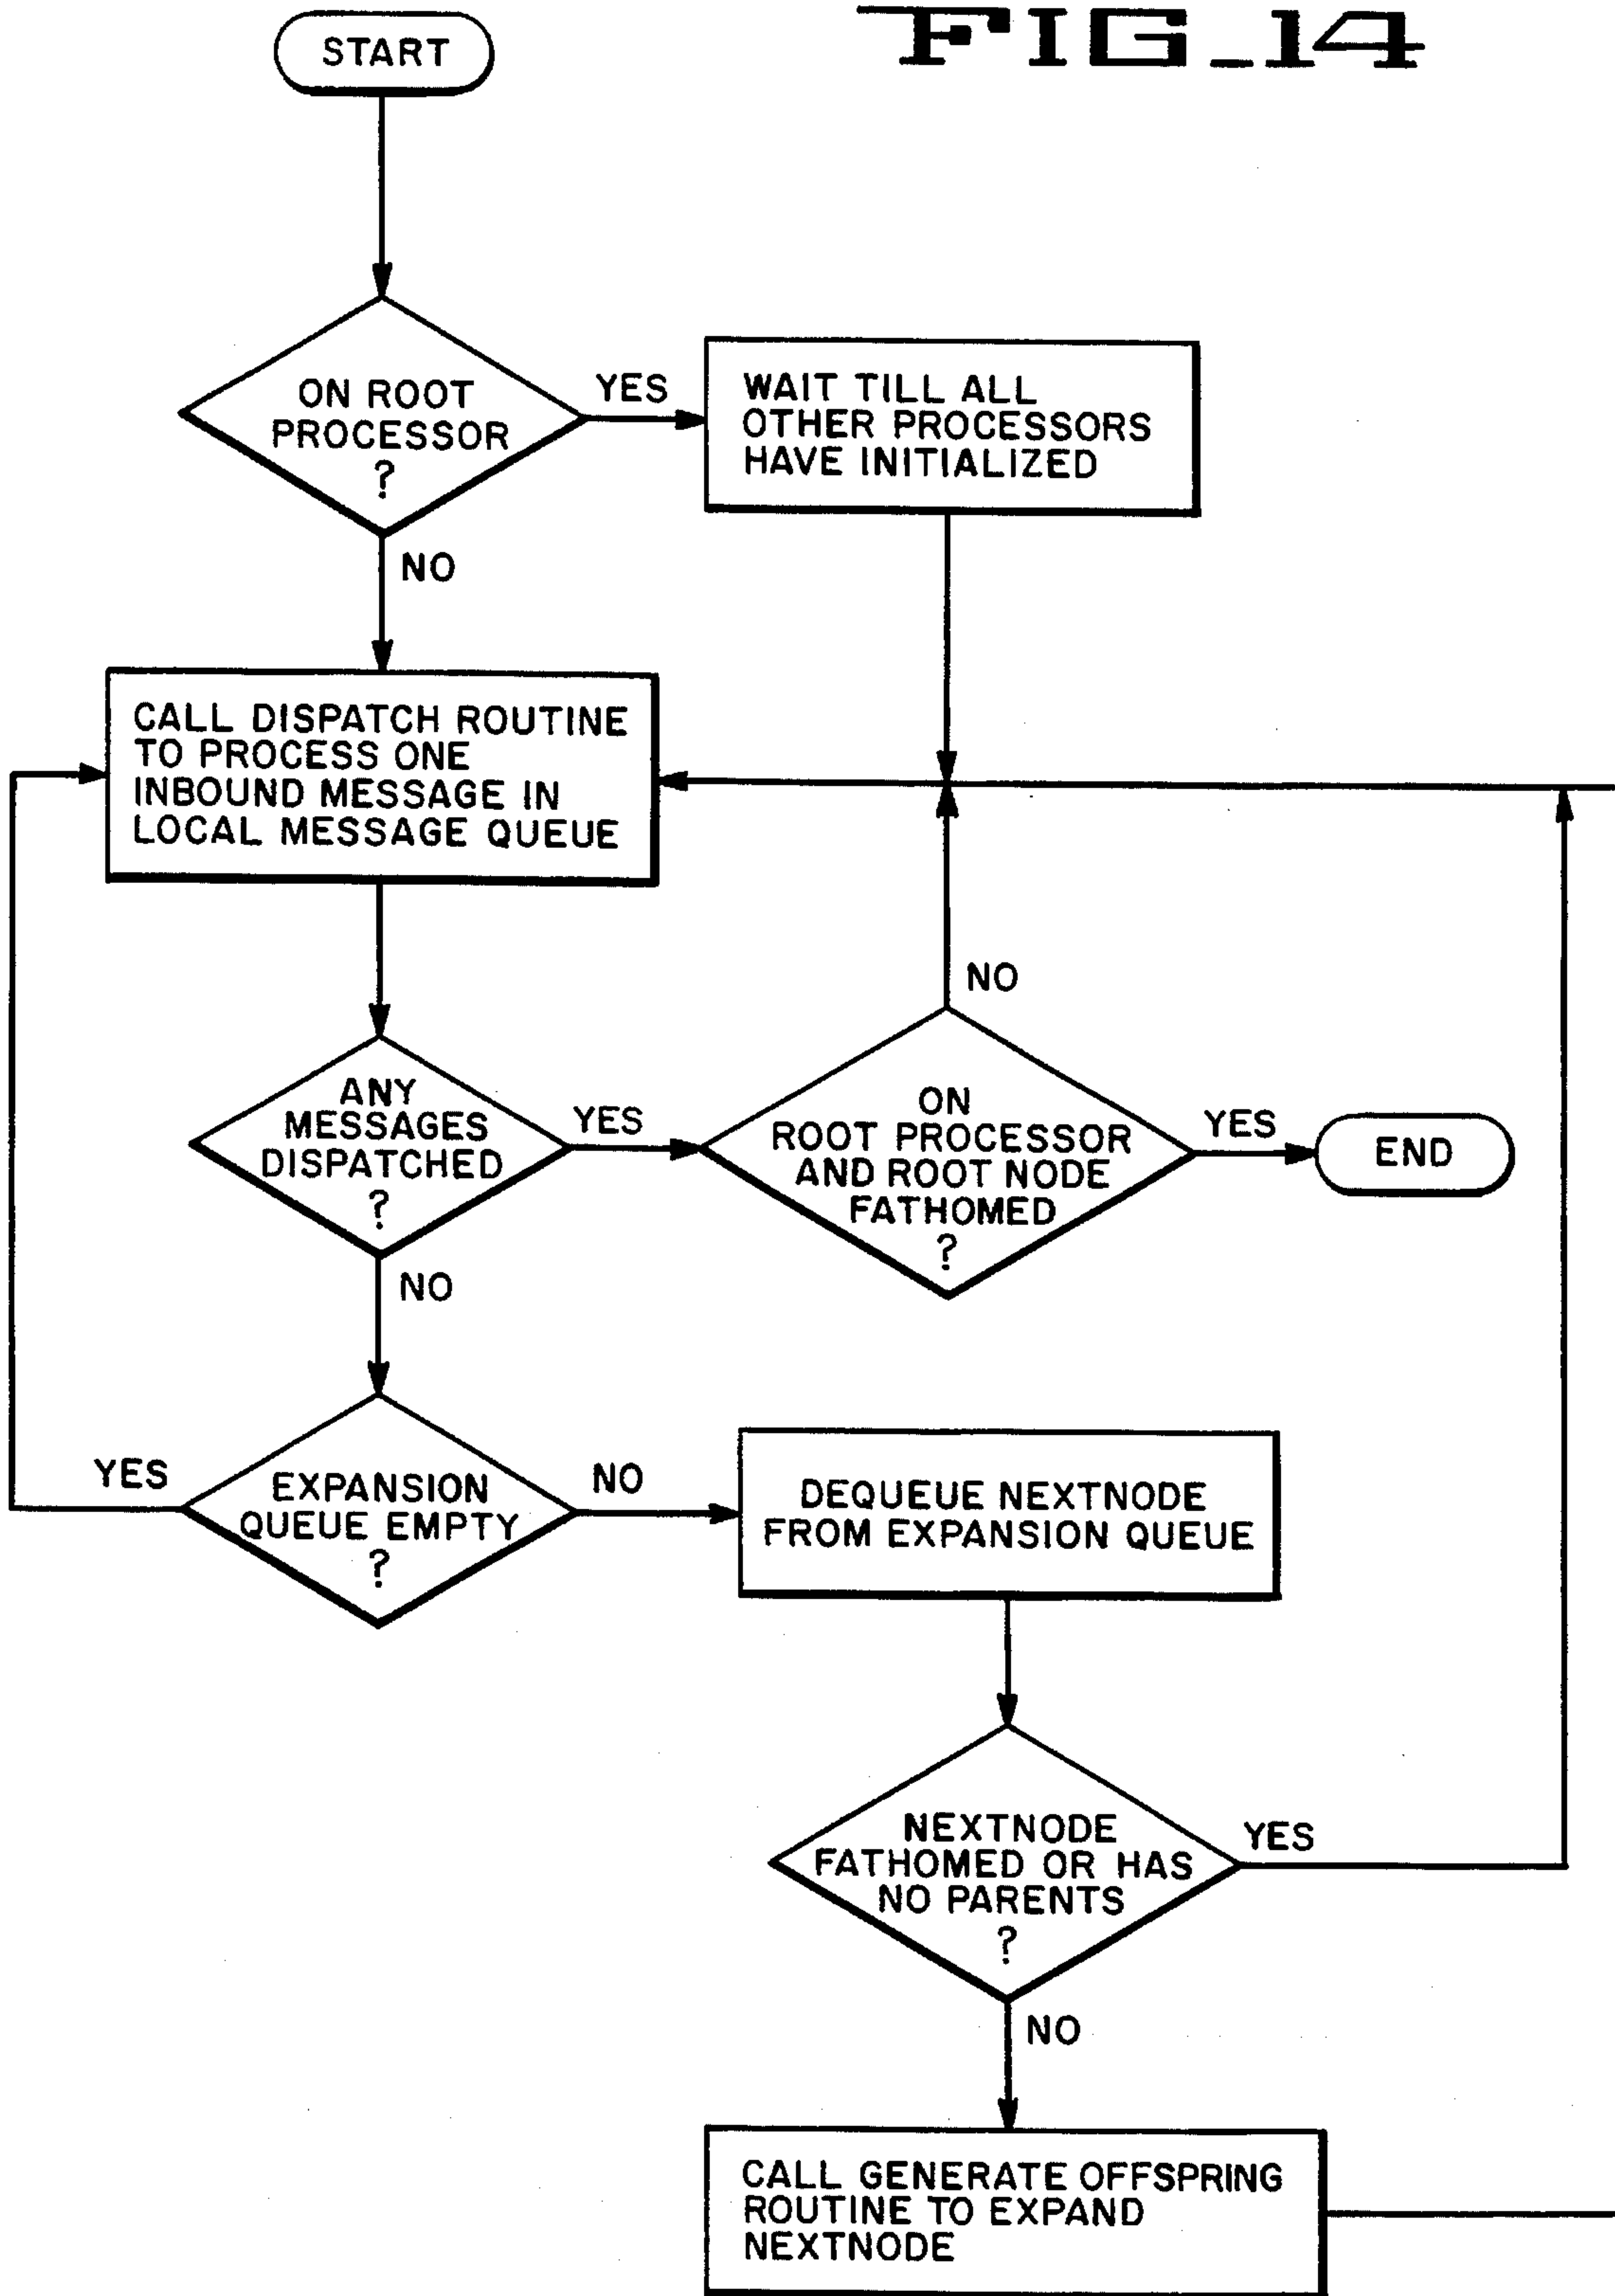 FIG_14
START
ON ROOT
PROCESSOR
?
YES
WAIT TILL ALL
OTHER PROCESSORS
HAVE INITIALIZED
NO
CALL DISPATCH ROUTINE
TO PROCESS ONE
INBOUND MESSAGE IN
LOCAL MESSAGE QUEUE
NO
ANY
MESSAGES
DISPATCHED
?
YES
ON
ROOT PROCESSOR
AND ROOT NODE
FATHOMED
?
YES
END
NO
YES
EXPANSION
QUEUE EMPTY
?
NO
DEQUEUE NEXTNODE
FROM EXPANSION QUEUE
NEXTNODE
FATHOMED OR HAS
NO PARENTS
?
YES
NO
CALL GENERATE OFFSPRING
ROUTINE TO EXPAND
NEXTNODE